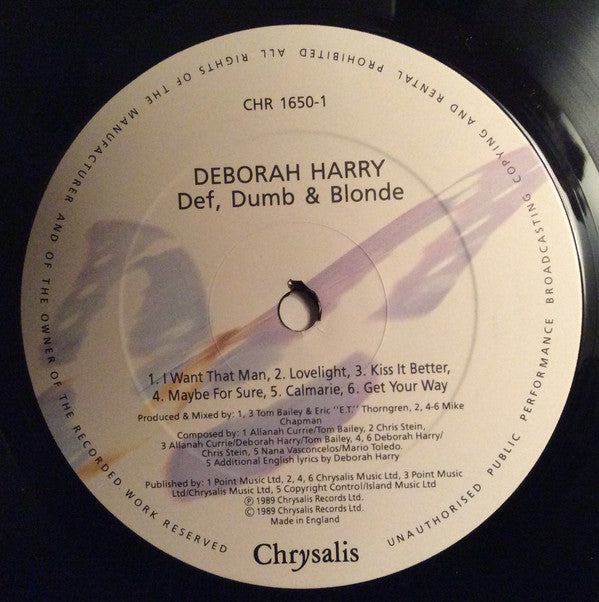 ALL RIGHTS OF THE MANUFACTURER AND OF THE OWNER OF THE RECORDED WORK RESERVED
UNAUTHORISED PUBLIC PERFORMANCE BROADCASTING COPYING AND RENTAL PROHIBITED
CHR 1650-1
DEBORAH HARRY
Def, Dumb & Blonde
1. I Want That Man, 2. Lovelight, 3. Kiss It Better,
4. Maybe For Sure, 5. Calmarie, 6. Get Your Way
Produced & Mixed by: 1, 3 Tom Bailey & Eric "E.T." Thorngren, 2, 4-6 Mike
Chapman
Composed by: 1 Allanah Currie/Tom Bailey, 2 Chris Stein,
3 Allanah Currie/Deborah Harry/Tom Bailey, 4, 6 Deborah Harry/
Chris Stein, 5 Nana Vasconcelos/Mario Toledo.
5 Additional English lyrics by Deborah Harry
Published by: 1 Point Music Ltd, 2, 4, 6 Chrysalis Music Ltd, 3 Point Music
Ltd/Chrysalis Music Ltd, 5 Copyright Control/Island Music Ltd
℗ 1989 Chrysalis Records Ltd.
© 1989 Chrysalis Records Ltd.
Made in England
Chrysalis